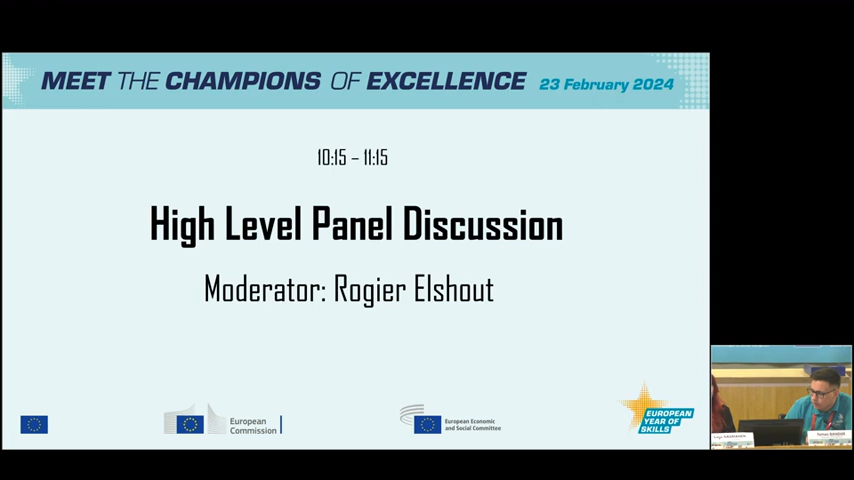 MEET THE CHAMPIONS OF EXCELLENCE 23 February 2024
10:15 – 11:15
High Level Panel Discussion
Moderator: Rogier Elshout
European
Commission
European Economic
and Social Committee
EUROPEAN
YEAR OF
SKILLS